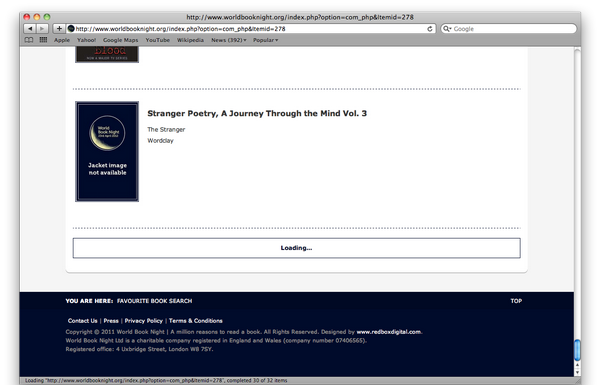 http://www.worldbooknight.org/index.php?option=com_php&Itemid=278
http://www.worldbooknight.org/index.php?option=com_php&Itemid=278
Google
Apple Yahoo! Google Maps YouTube Wikipedia News (392) Popular
blood
NOW A MAJOR TV SERIES
Stranger Poetry, A Journey Through the Mind Vol. 3
The Stranger
Wordclay
World
Book Night
Jacket image
not available
Loading...
YOU ARE HERE: FAVOURITE BOOK SEARCH
TOP
Contact Us | Press | Privacy Policy | Terms & Conditions
Copyright © 2011 World Book Night | A million reasons to read a book. All Rights Reserved. Designed by www.redboxdigital.com.
World Book Night Ltd is a charitable company registered in England and Wales (company number 07406565).
Registered office: 4 Uxbridge Street, London W8 7SY.
Loading "http://www.worldbooknight.org/index.php?option=com_php&Itemid=278", completed 30 of 32 items